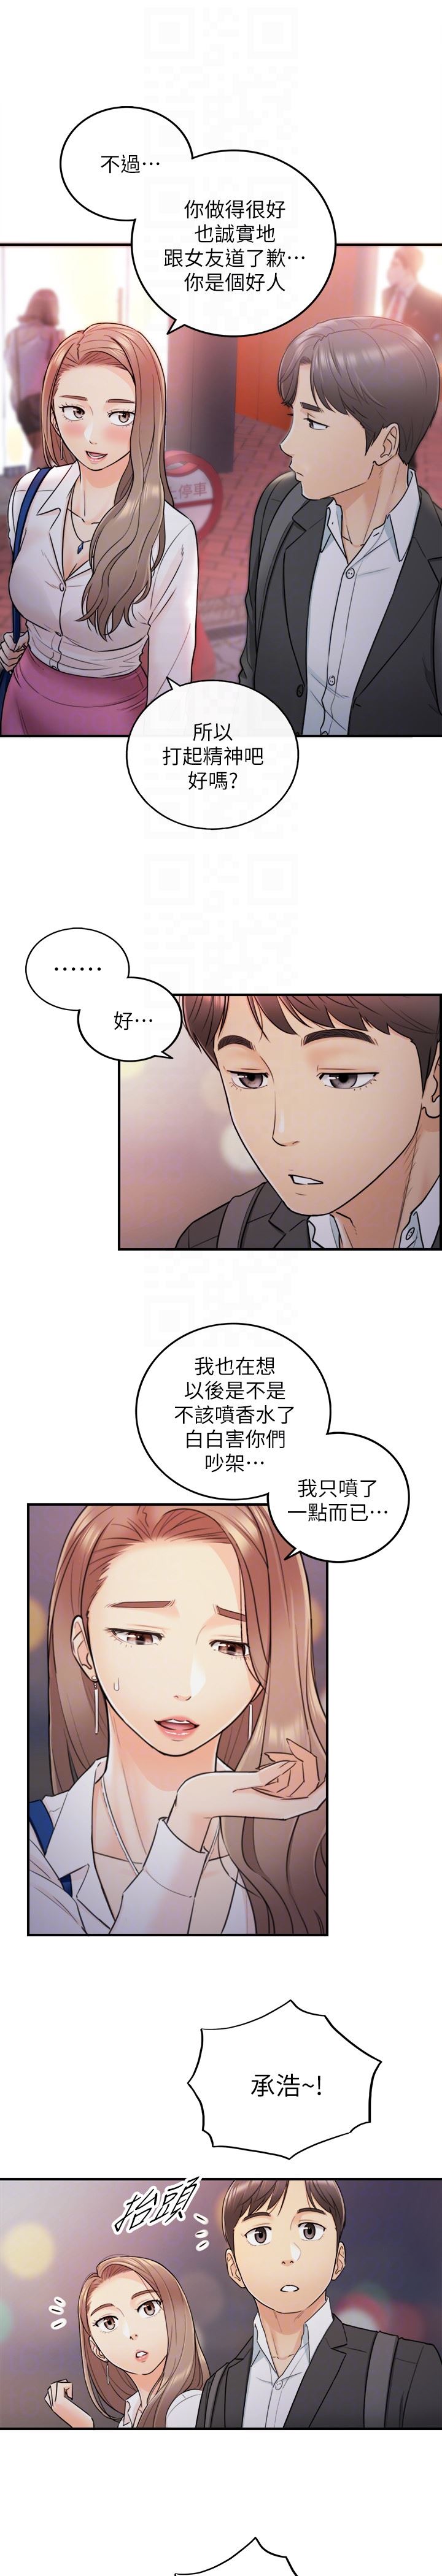 不過…
你做得很好
也誠實地
跟女友道了歉…
你是個好人
停車
所以
打起精神吧
好嗎?
……
好…
我也在想
以後是不是
不該噴香水了
白白害你們
吵架…
我只噴了
一點而已…
承浩~!
抬頭